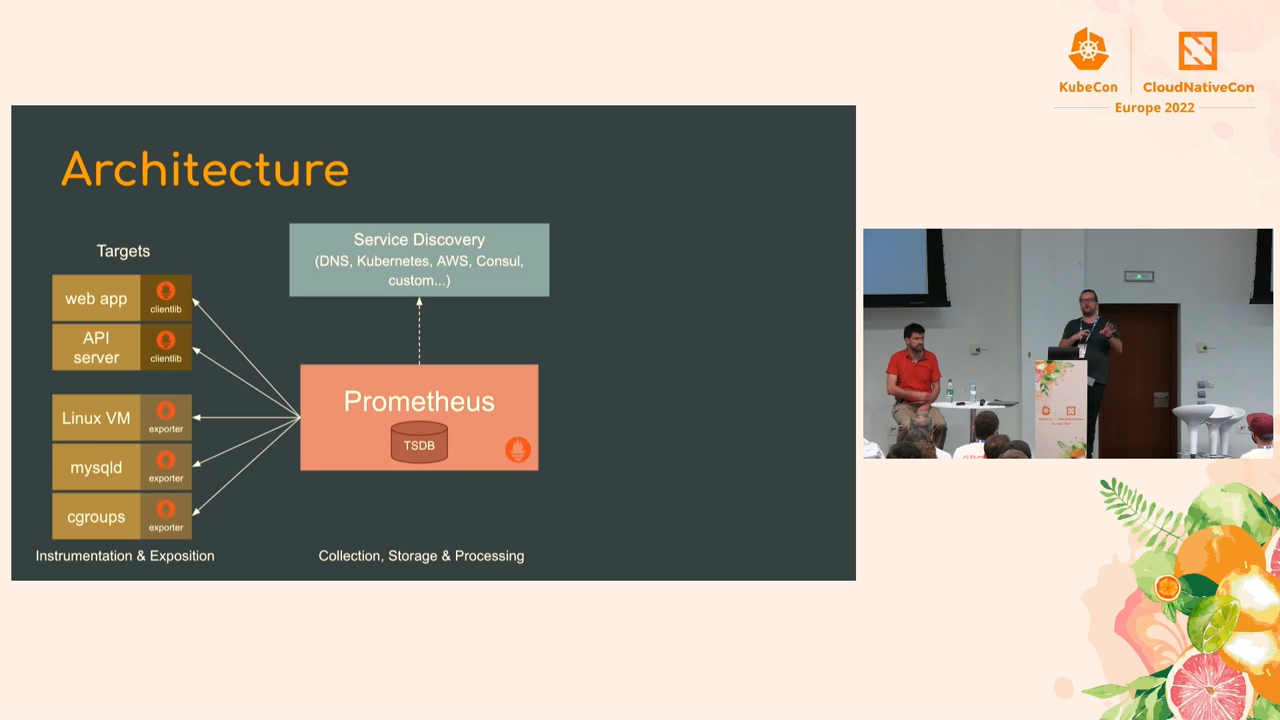 KubeCon
CloudNativeCon
Europe 2022
Architecture
Targets
web app
clientlib
API
server
clientlib
Linux VM
exporter
mysqld
exporter
cgroups
exporter
Instrumentation & Exposition
Service Discovery
(DNS, Kubernetes, AWS, Consul,
custom...)
Prometheus
TSDB
Collection, Storage & Processing